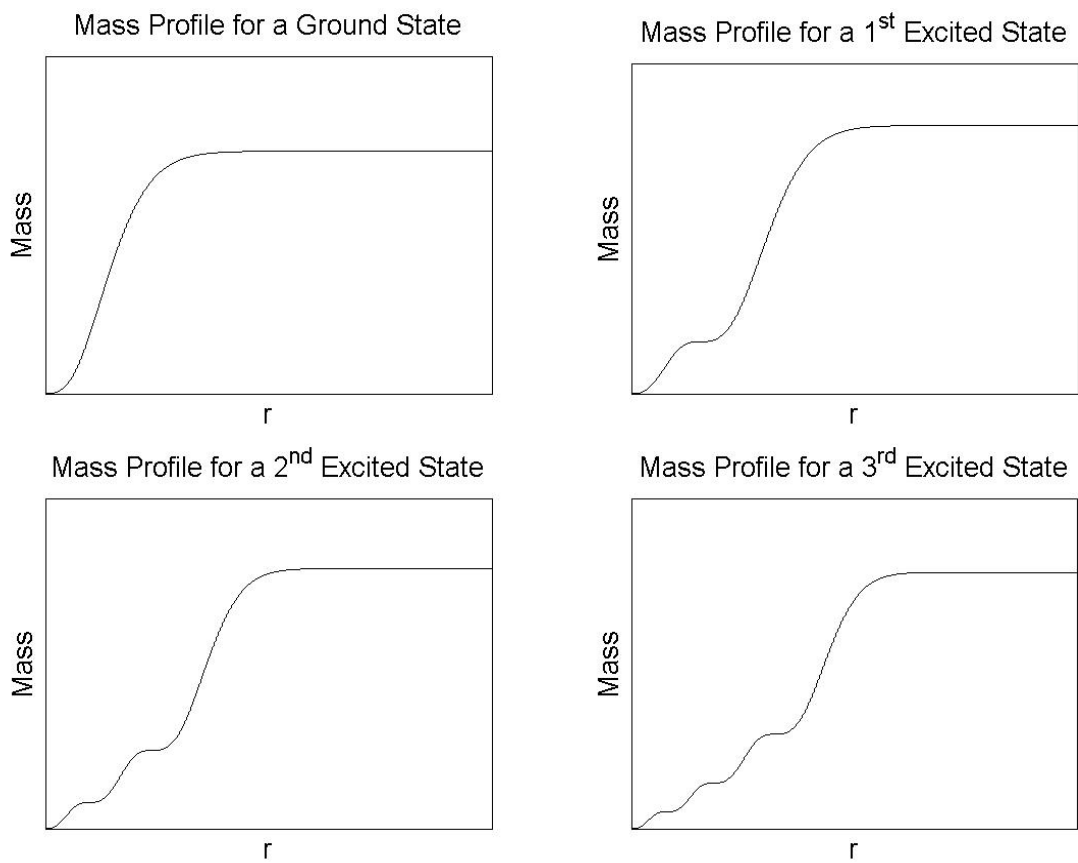 Mass Profile for a Ground State
Mass
r
Mass Profile for a 1st Excited State
Mass
r
Mass Profile for a 2nd Excited State
Mass
r
Mass Profile for a 3rd Excited State
Mass
r